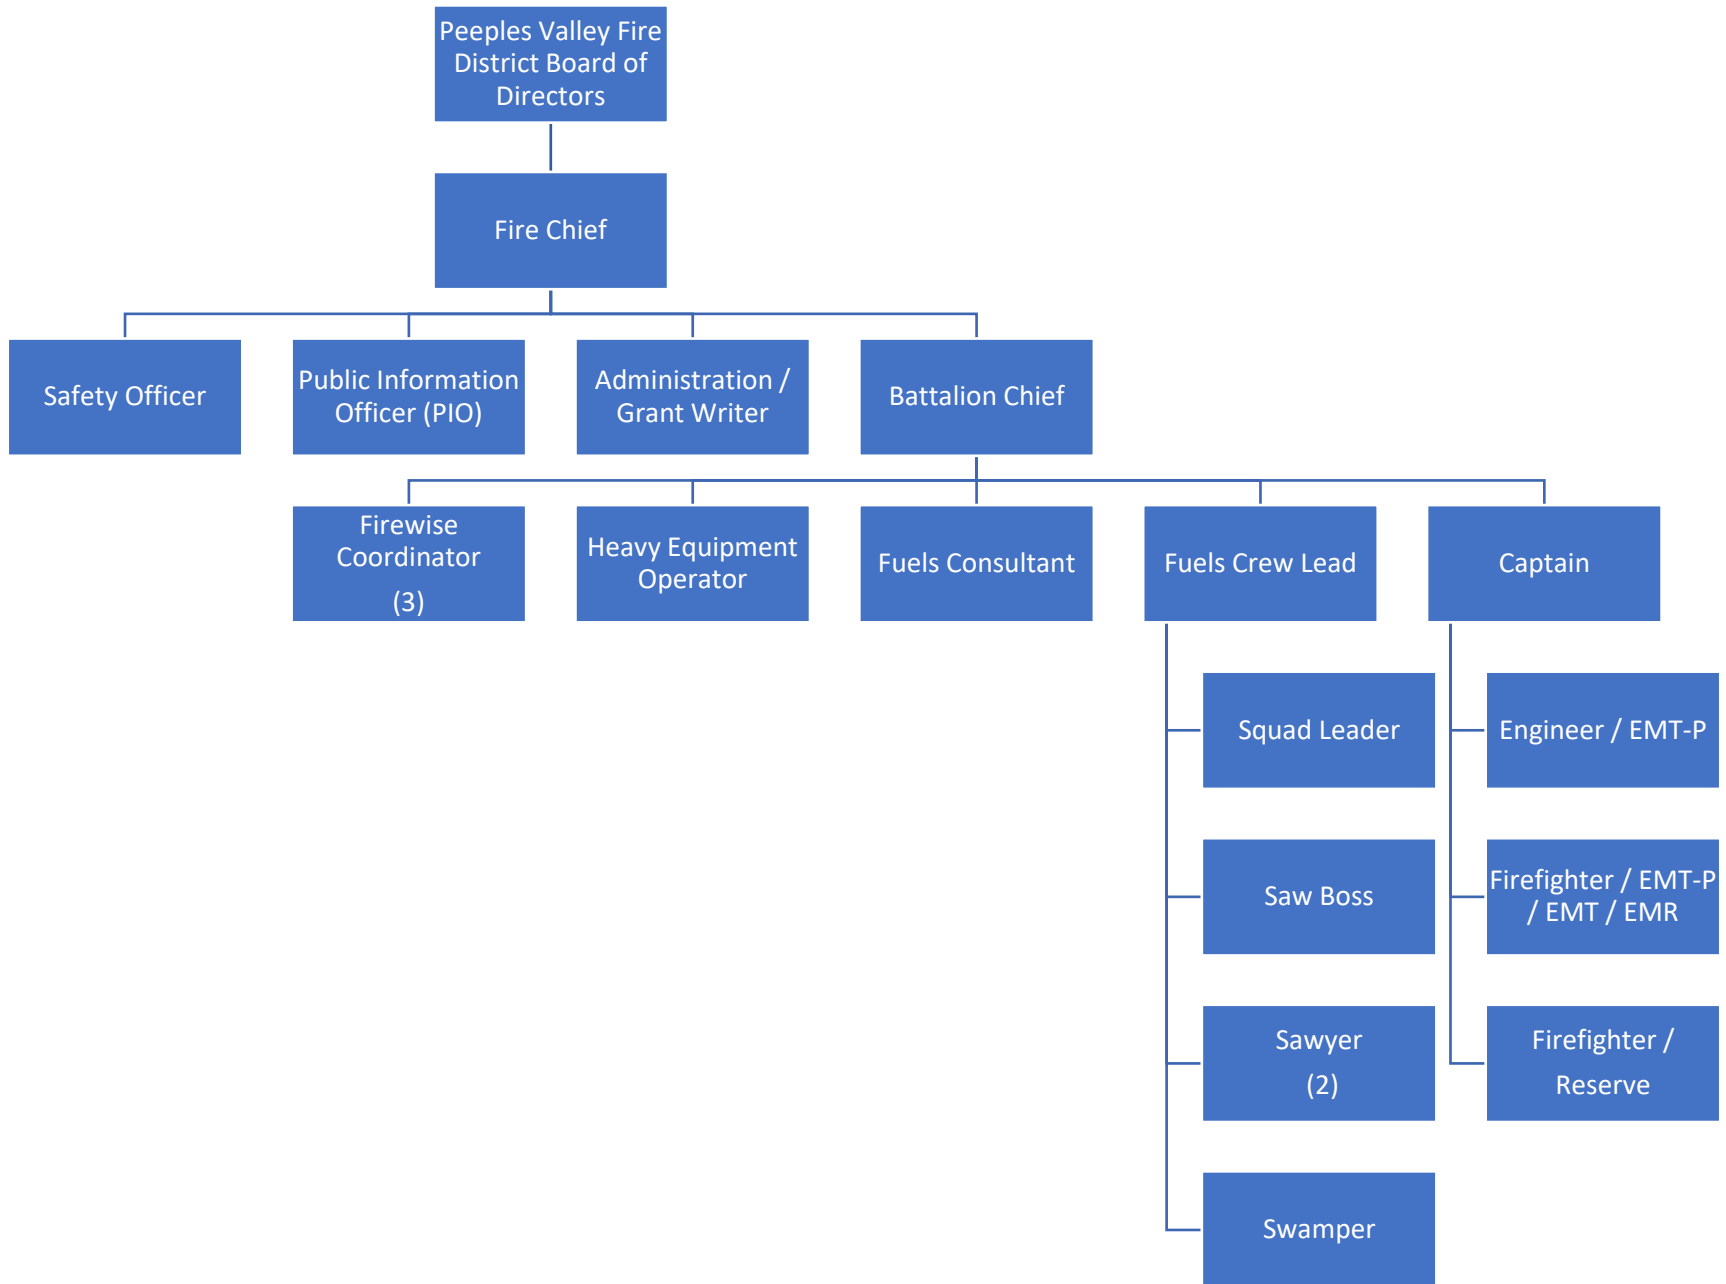 Peeples Valley Fire
District Board of
Directors
Fire Chief
Safety Officer
Public Information
Officer (PIO)
Administration /
Grant Writer
Battalion Chief
Firewise
Coordinator
(3)
Heavy Equipment
Operator
Fuels Consultant
Fuels Crew Lead
Captain
Squad Leader
Saw Boss
Sawyer
(2)
Swamper
Engineer / EMT-P
Firefighter / EMT-P
/ EMT / EMR
Firefighter /
Reserve